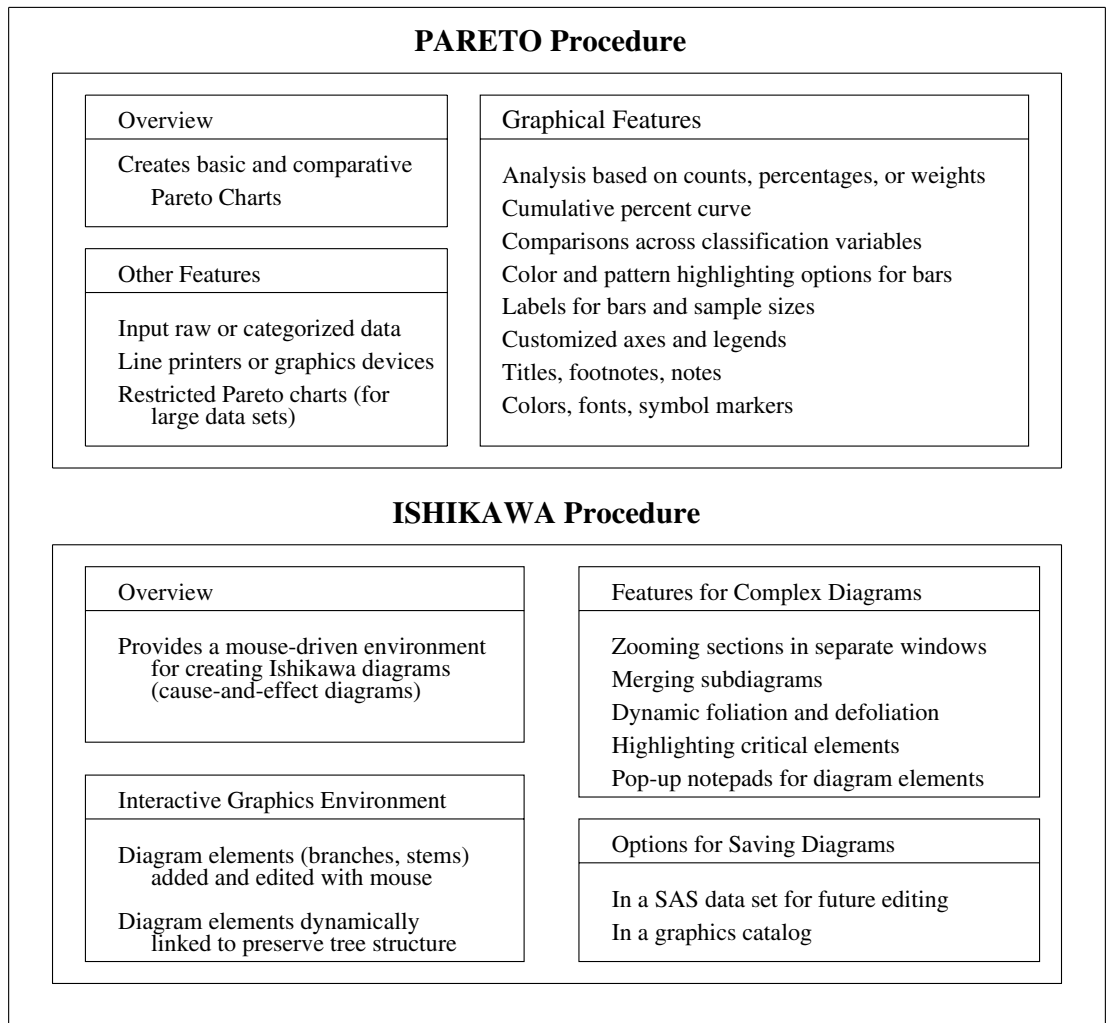 PARETO Procedure
Overview
Creates basic and comparative
Pareto Charts
Other Features
Input raw or categorized data
Line printers or graphics devices
Restricted Pareto charts (for
large data sets)
Graphical Features
Analysis based on counts, percentages, or weights
Cumulative percent curve
Comparisons across classification variables
Color and pattern highlighting options for bars
Labels for bars and sample sizes
Customized axes and legends
Titles, footnotes, notes
Colors, fonts, symbol markers
ISHIKAWA Procedure
Overview
Provides a mouse-driven environment
for creating Ishikawa diagrams
(cause-and-effect diagrams)
Interactive Graphics Environment
Diagram elements (branches, stems)
added and edited with mouse
Diagram elements dynamically
linked to preserve tree structure
Features for Complex Diagrams
Zooming sections in separate windows
Merging subdiagrams
Dynamic foliation and defoliation
Highlighting critical elements
Pop-up notepads for diagram elements
Options for Saving Diagrams
In a SAS data set for future editing
In a graphics catalog